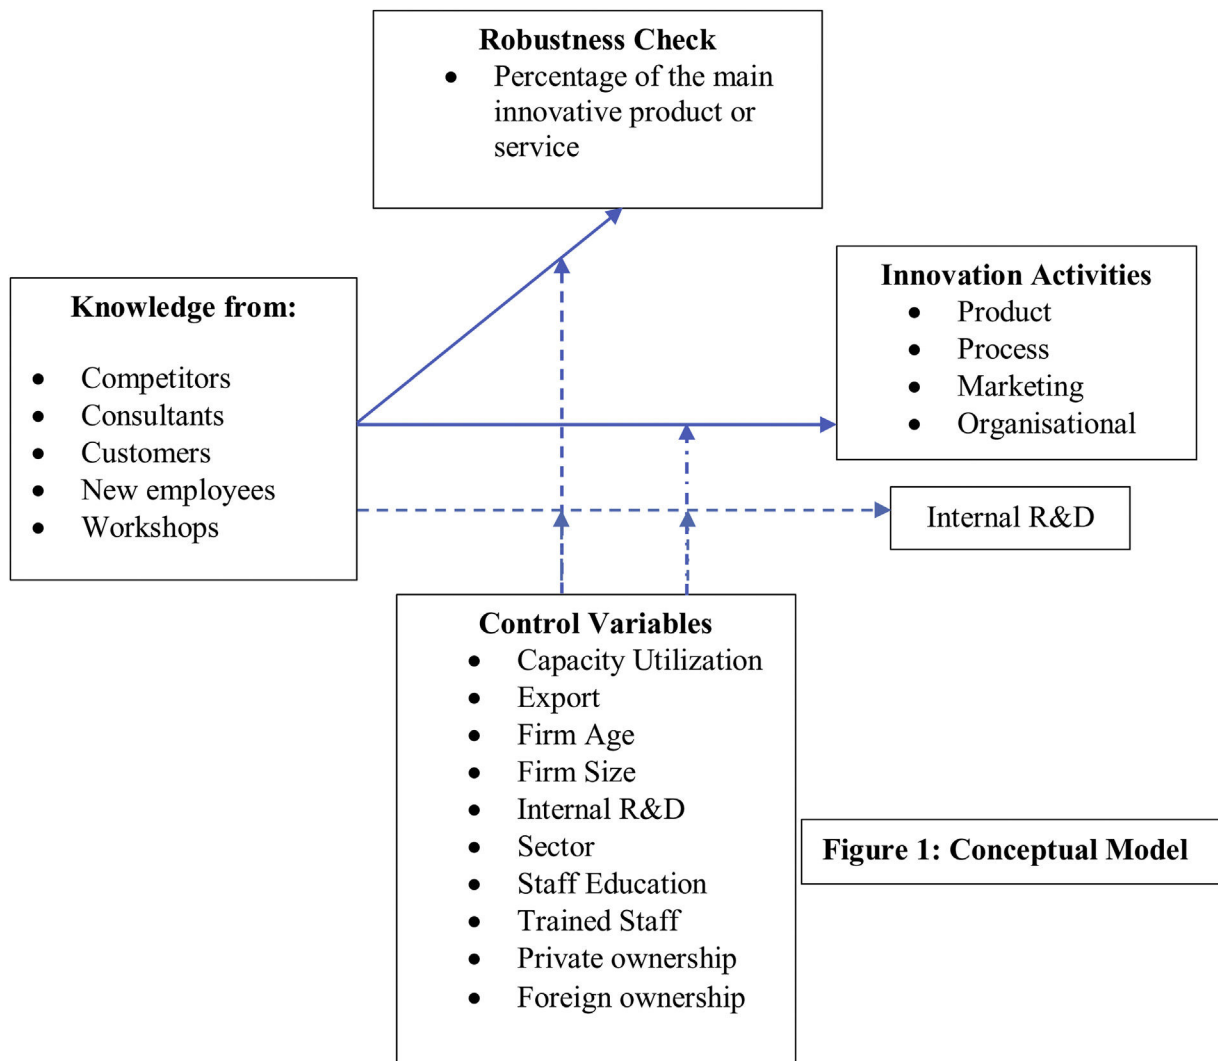 Robustness Check
• Percentage of the main
innovative product or
service
Knowledge from:
• Competitors
• Consultants
• Customers
• New employees
• Workshops
Innovation Activities
• Product
• Process
• Marketing
• Organisational
Internal R&D
Control Variables
• Capacity Utilization
• Export
• Firm Age
• Firm Size
• Internal R&D
• Sector
• Staff Education
• Trained Staff
• Private ownership
• Foreign ownership
Figure 1: Conceptual Model